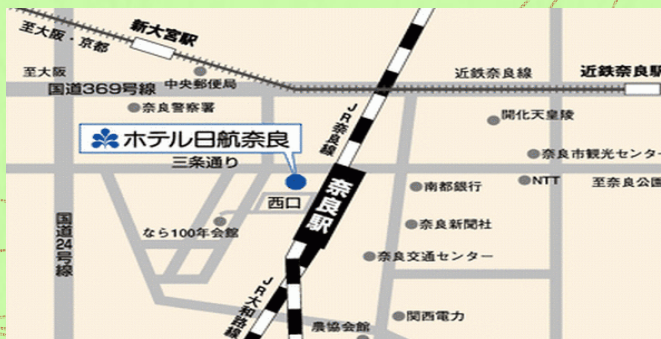 新大宮駅
至大阪・京都
至大阪
国道369号線
中央郵便局
近鉄奈良線
近鉄奈良駅
奈良警察署
JR奈良線
開化天皇陵
ホテル日航奈良
三条通り
奈良市観光センター
奈良駅
南都銀行
NTT
至奈良公園
西口
なら100年会館
奈良新聞社
国道24号線
奈良交通センター
JR大和路線
関西電力
農協会館